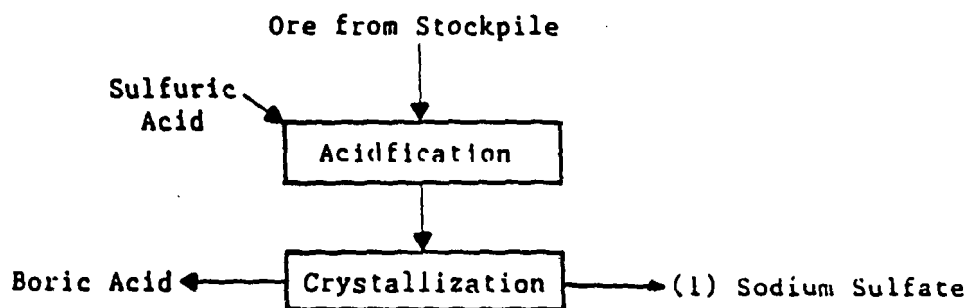 Ore from Stockpile
Sulfuric
Acid
Acidfication
Boric Acid
Crystallization
(1) Sodium Sulfate